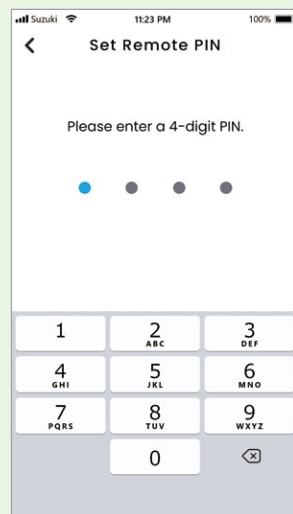 Suzuki 11:23 PM 100%
Set Remote PIN
Please enter a 4-digit PIN.
1 2 3
ABC DEF
4 5 6
GHI JKL MNO
7 8 9
PQRS TUV WXYZ
0